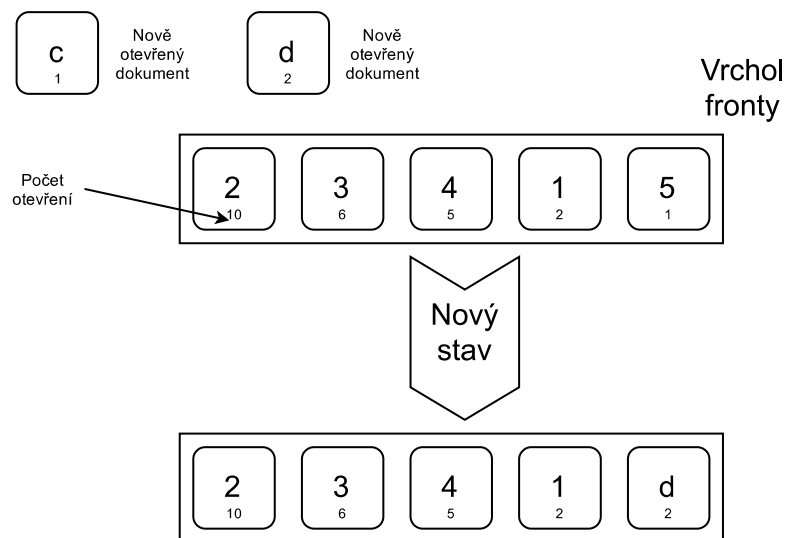 c
1
Nově
otevřený
dokument
d
2
Nově
otevřený
dokument
Vrchol
fronty
Počet
otevření
2 3 4 1 5
10 6 5 2 1
Nový
stav
2 3 4 1 d
10 6 5 2 2